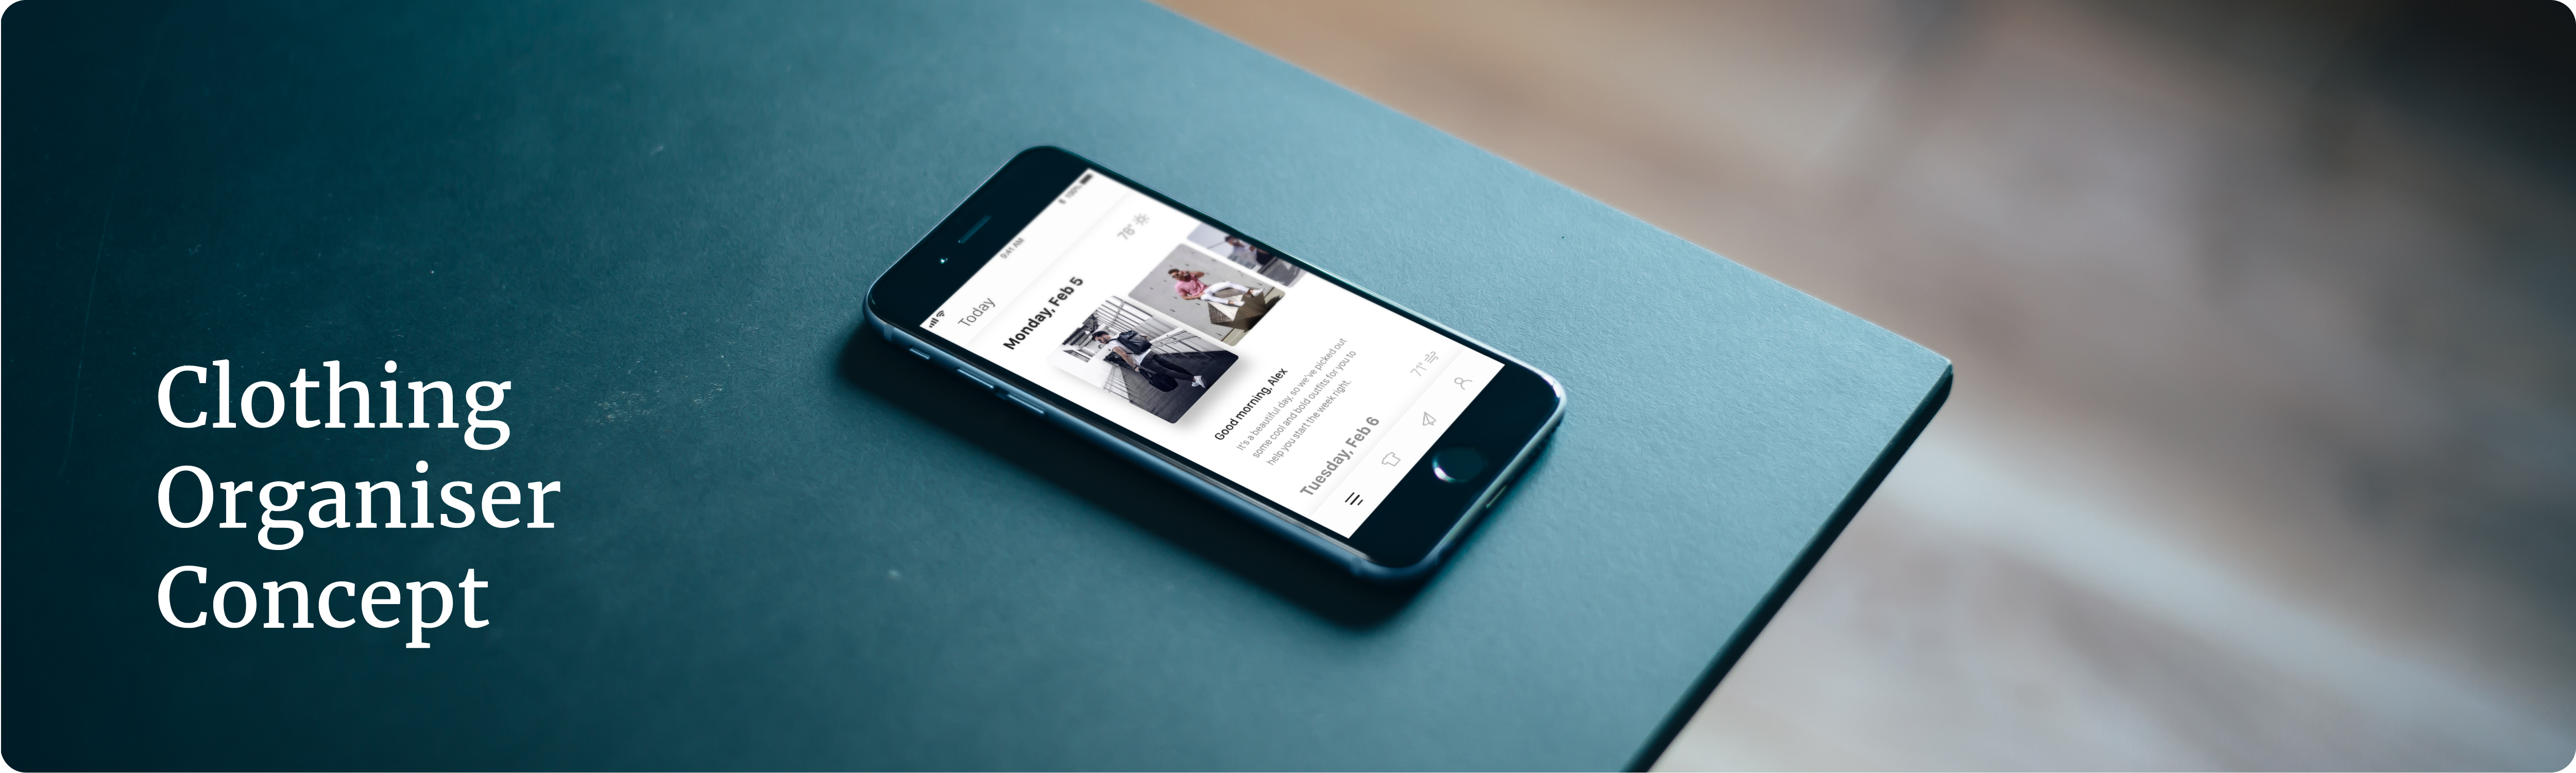 Clothing
Organiser
Concept
9:41 AM
100%
Today
78°
Monday, Feb 5
Good morning, Alex
It's a beautiful day, so we've picked out
some cool and bold outfits for you to
help you start the week right.
71°
Tuesday, Feb 6